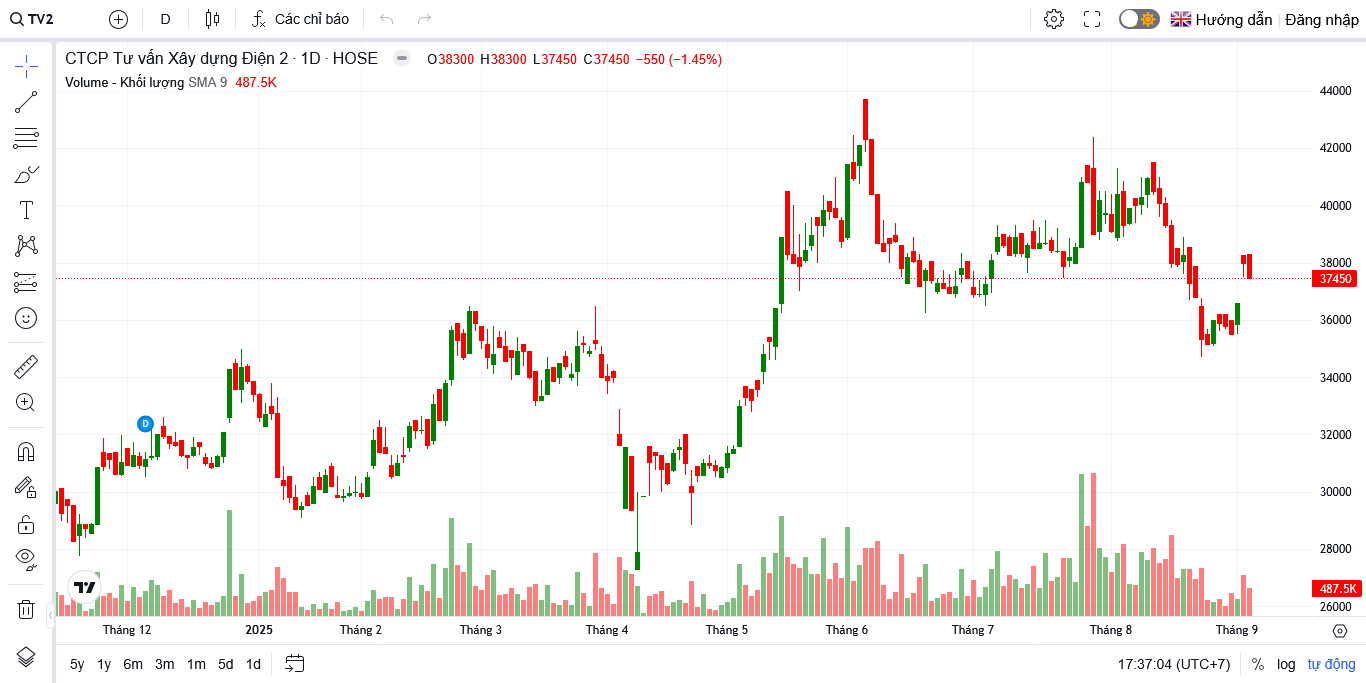 TV2 D Các chỉ báo Hướng dẫn Đăng nhập
CTCP Tư vấn Xây dựng Điện 2 · 1D · HOSE O38300 H38300 L37450 C37450 −550 (−1.45%)
Volume - Khối lượng SMA 9 487.5K
44000
42000
40000
38000
37450
36000
34000
32000
D
30000
28000
487.5K
26000
Tháng 12 2025 Tháng 2 Tháng 3 Tháng 4 Tháng 5 Tháng 6 Tháng 7 Tháng 8 Tháng 9
5y 1y 6m 3m 1m 5d 1d 17:37:04 (UTC+7) % log tự động